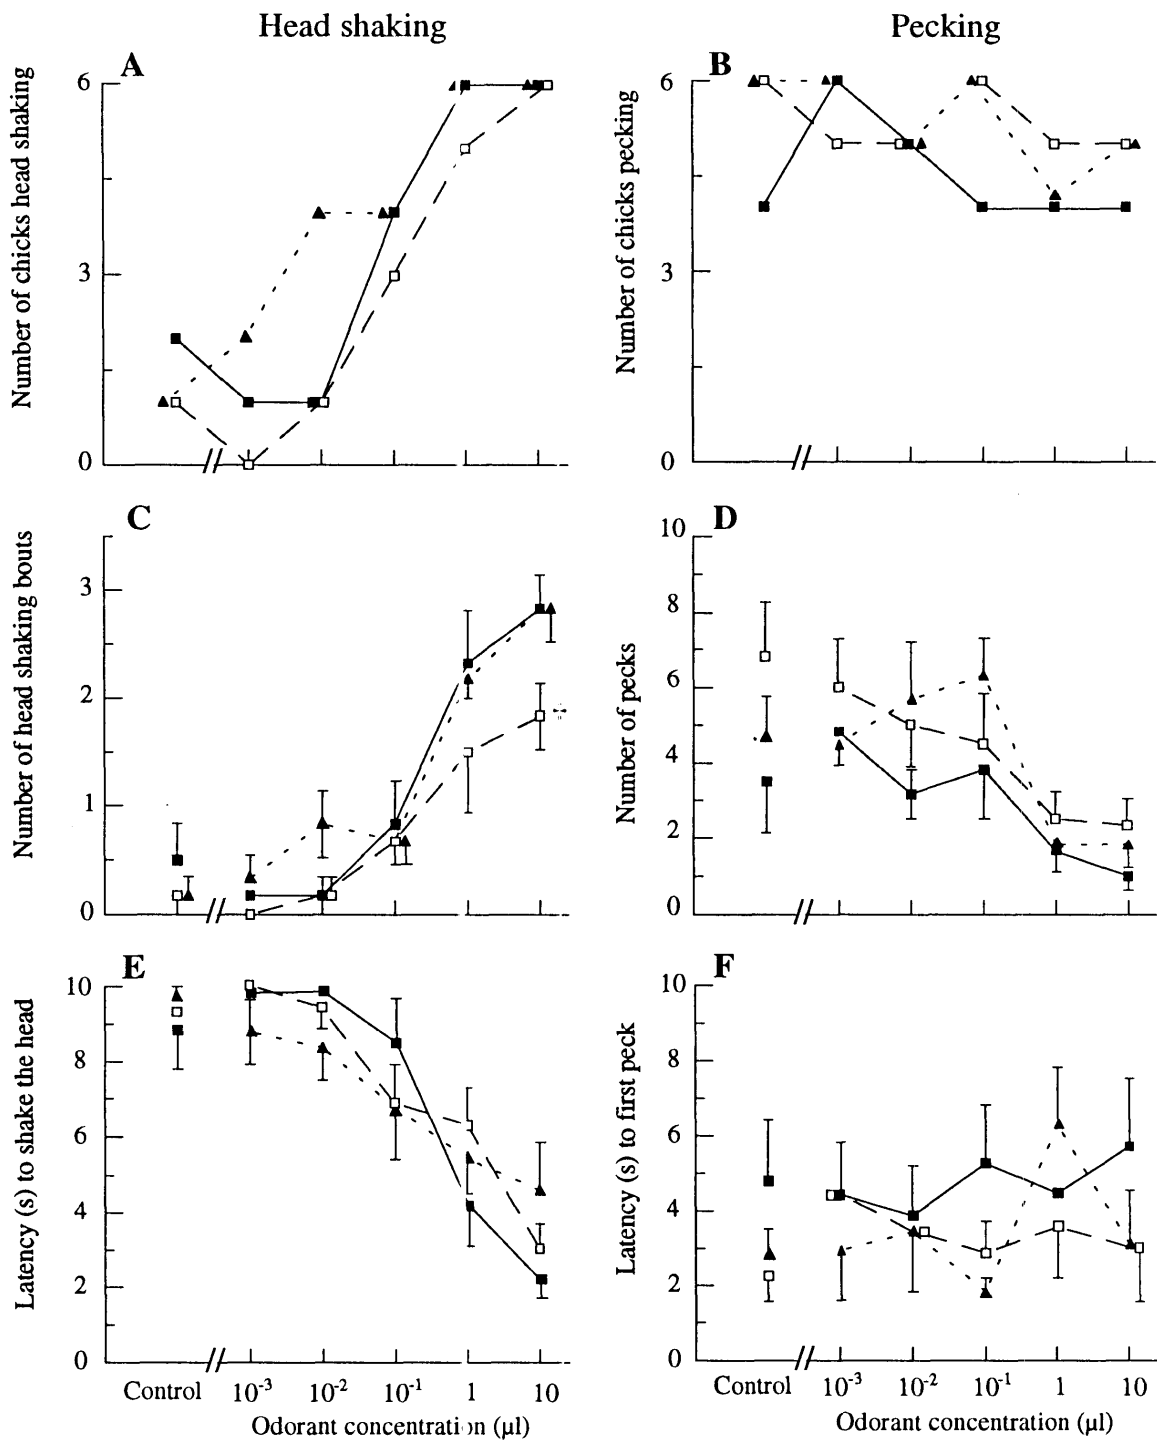 Head shaking
Pecking
A
Number of chicks head shaking
6
3
0
B
Number of chicks pecking
6
3
0
C
Number of head shaking bouts
3
2
1
0
D
Number of pecks
10
8
6
4
2
0
E
Latency (s) to shake the head
10
8
6
4
2
0
Control 10⁻³ 10⁻² 10⁻¹ 1 10
Odorant concentration (µl)
F
Latency (s) to first peck
10
8
6
4
2
0
Control 10⁻³ 10⁻² 10⁻¹ 1 10
Odorant concentration (µl)